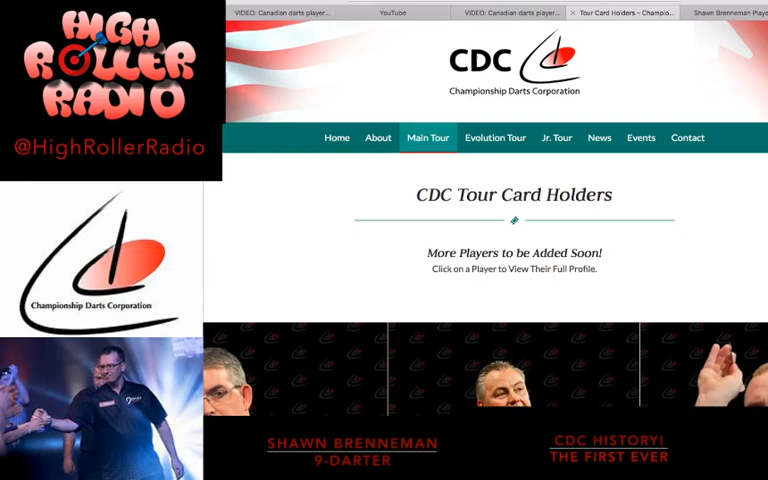 HIGH
ROLLER
RADIO
@HighRollerRadio
VIDEO: Canadian darts player...
YouTube
VIDEO: Canadian darts player...
Tour Card Holders – Champio...
Shawn Brenneman Playe
CDC
Championship Darts Corporation
Home About Main Tour Evolution Tour Jr. Tour News Events Contact
CDC Tour Card Holders
More Players to be Added Soon!
Click on a Player to View Their Full Profile.
Championship Darts Corporation
SHAWN BRENNEMAN
9-DARTER
CDC HISTORY!
THE FIRST EVER